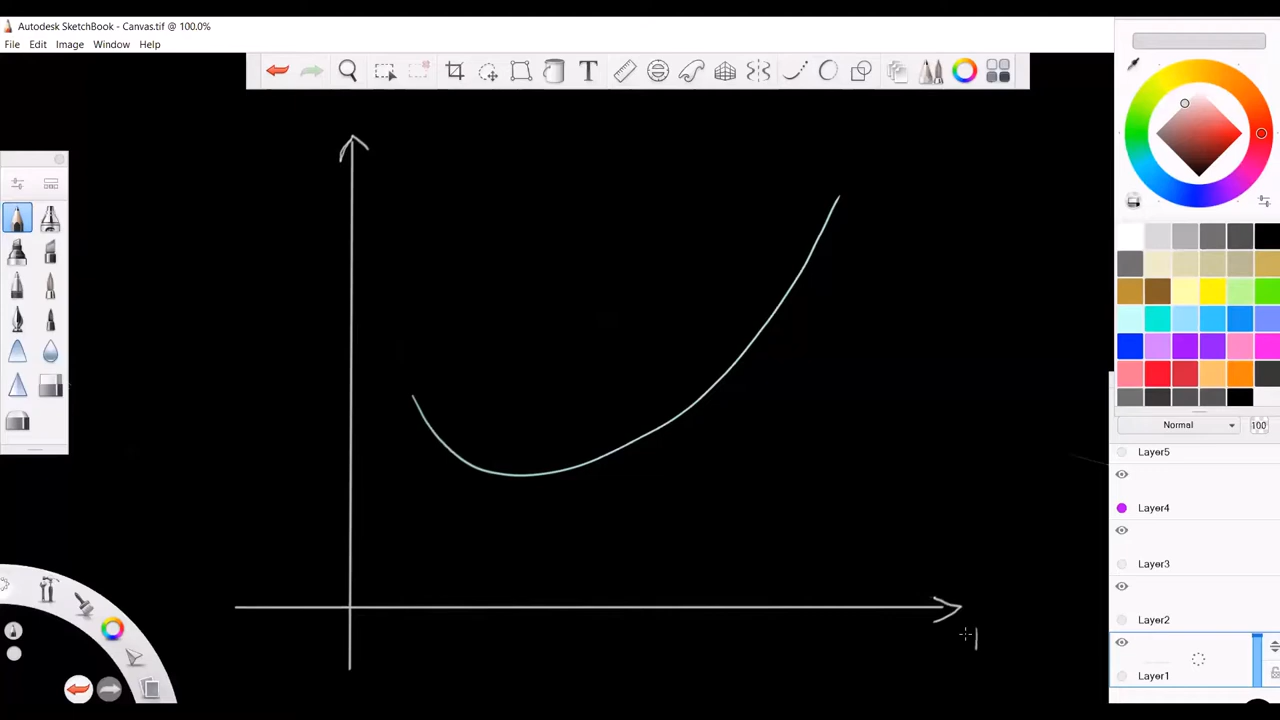 Autodesk SketchBook - Canvas.tif @ 100.0%
File Edit Image Window Help
T
Normal 100
Layer5
Layer4
Layer3
Layer2
Layer1